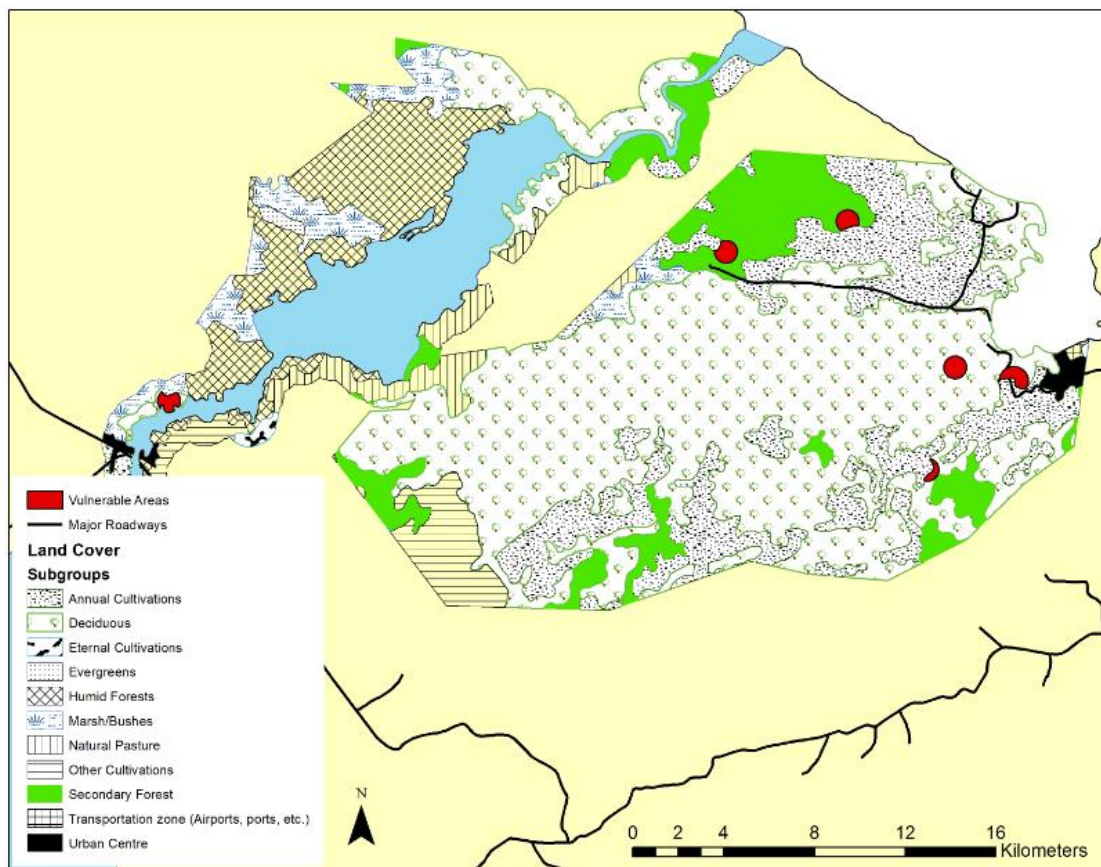 Vulnerable Areas
Major Roadways
Land Cover
Subgroups
Annual Cultivations
Deciduous
Eternal Cultivations
Evergreens
Humid Forests
Marsh/Bushes
Natural Pasture
Other Cultivations
Secondary Forest
Transportation zone (Airports, ports, etc.)
Urban Centre
N
0 2 4 8 12 16
Kilometers